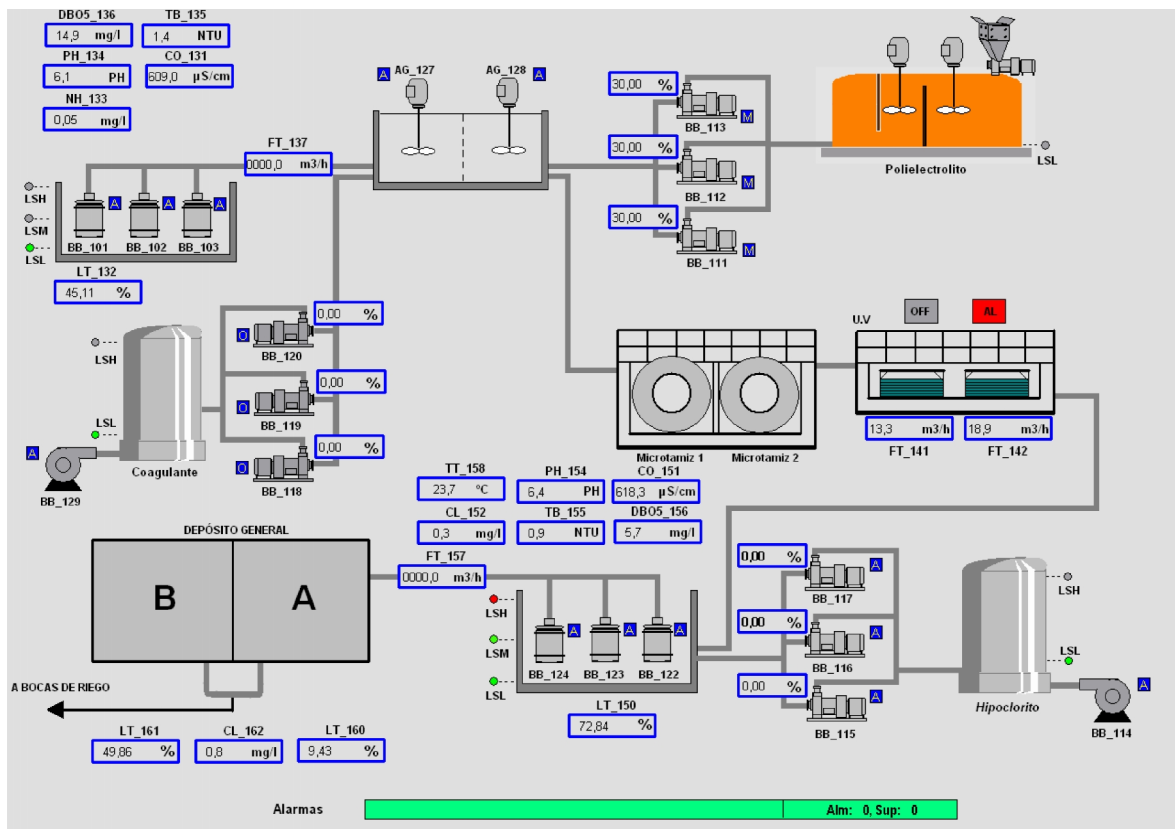 DBO5_136 TB_135
14,9 mg/l 1,4 NTU
PH_134 CO_131
6,1 PH 609,0 µS/cm
NH_133
0,05 mg/l
FT_137
0000,0 m3/h
LSH
LSM
LSL
A A A
BB_101 BB_102 BB_103
LT_132
45,11 %
A AG_127 AG_128 A
30,00 %
BB_113 M
30,00 %
BB_112 M
30,00 %
BB_111 M
Polielectrolito
LSL
LSH
LSL
Coagulante
A
BB_129
0,00 %
O
BB_120
0,00 %
O
BB_119
0,00 %
O
BB_118
Microtamiz 1 Microtamiz 2
U.V OFF AL
13,3 m3/h 18,9 m3/h
FT_141 FT_142
TT_158 PH_154 CO_151
23,7 °C 6,4 PH 618,3 µS/cm
CL_152 TB_155 DBO5_156
0,3 mg/l 0,9 NTU 5,7 mg/l
FT_157
0000,0 m3/h
DEPÓSITO GENERAL
B A
A BOCAS DE RIEGO
LT_161 CL_162 LT_160
49,86 % 0,8 mg/l 9,43 %
LSH
LSM
LSL
A A A
BB_124 BB_123 BB_122
LT_150
72,84 %
0,00 %
A
BB_117
0,00 %
A
BB_116
0,00 %
A
BB_115
LSH
LSL
Hipoclorito
A
BB_114
Alarmas Alm: 0, Sup: 0